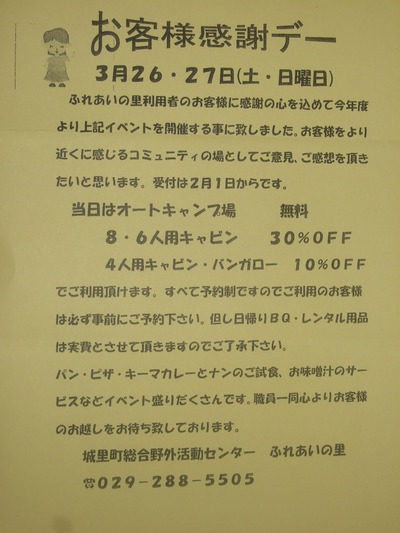 お客様感謝デー
3月26・27日(土・日曜日)
ふれあいの里利用者のお客様に感謝の心を込めて今年度
より上記イベントを開催する事に致しました。お客様をより
近くに感じるコミュニティの場としてご意見、ご感想を頂き
たいと思います。受付は2月1日からです。
当日はオートキャンプ場　無料
8・6人用キャビン　30%OFF
4人用キャビン・バンガロー　10%OFF
でご利用頂けます。すべて予約制ですのでご利用のお客様
は必ず事前にご予約下さい。但し日帰りBQ・レンタル用品
は実費とさせて頂きますのでご了承下さい。
パン・ピザ・キーマカレーとナンのご試食、お味噌汁のサー
ビスなどイベント盛りだくさんです。職員一同心よりお客様
のお越しをお待ち致しております。
城里町総合野外活動センター　ふれあいの里
☎029-288-5505